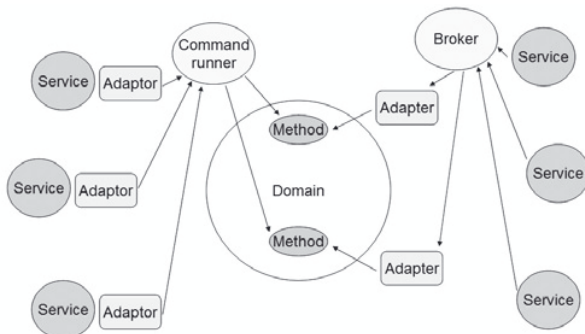 Command
runner
Broker
Service
Service
Adaptor
Adapter
Method
Service
Adaptor
Domain
Service
Method
Adapter
Service
Adaptor
Service